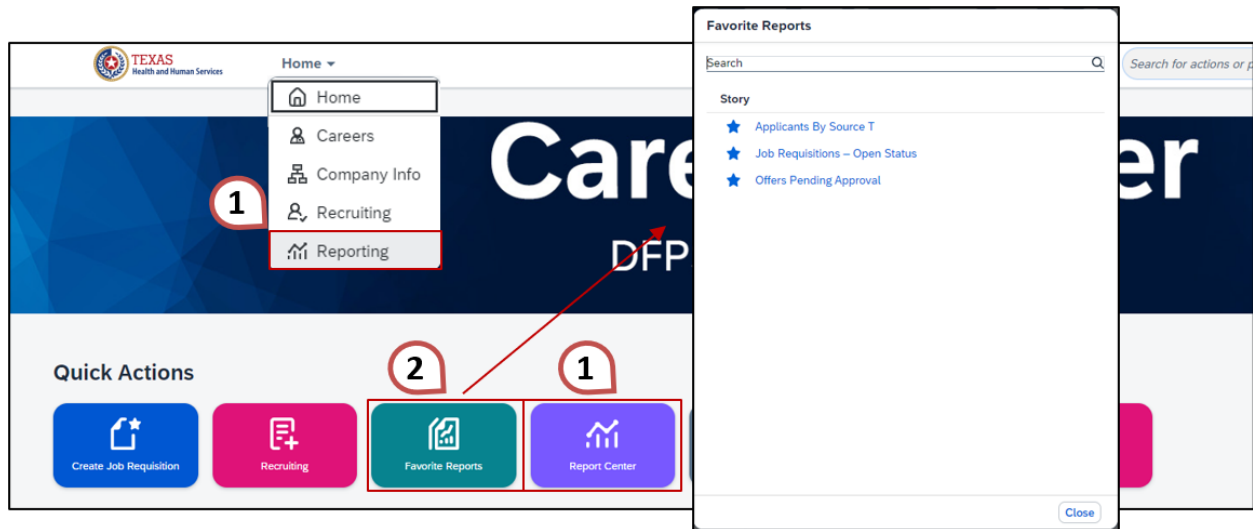 TEXAS
Health and Human Services
Home
Home
Careers
Company Info
1
Recruiting
Reporting
Care
er
DFP
Search for actions or p
Favorite Reports
Search
Story
Applicants By Source T
Job Requisitions – Open Status
Offers Pending Approval
Close
Quick Actions
2
1
Create Job Requisition
Recruiting
Favorite Reports
Report Center